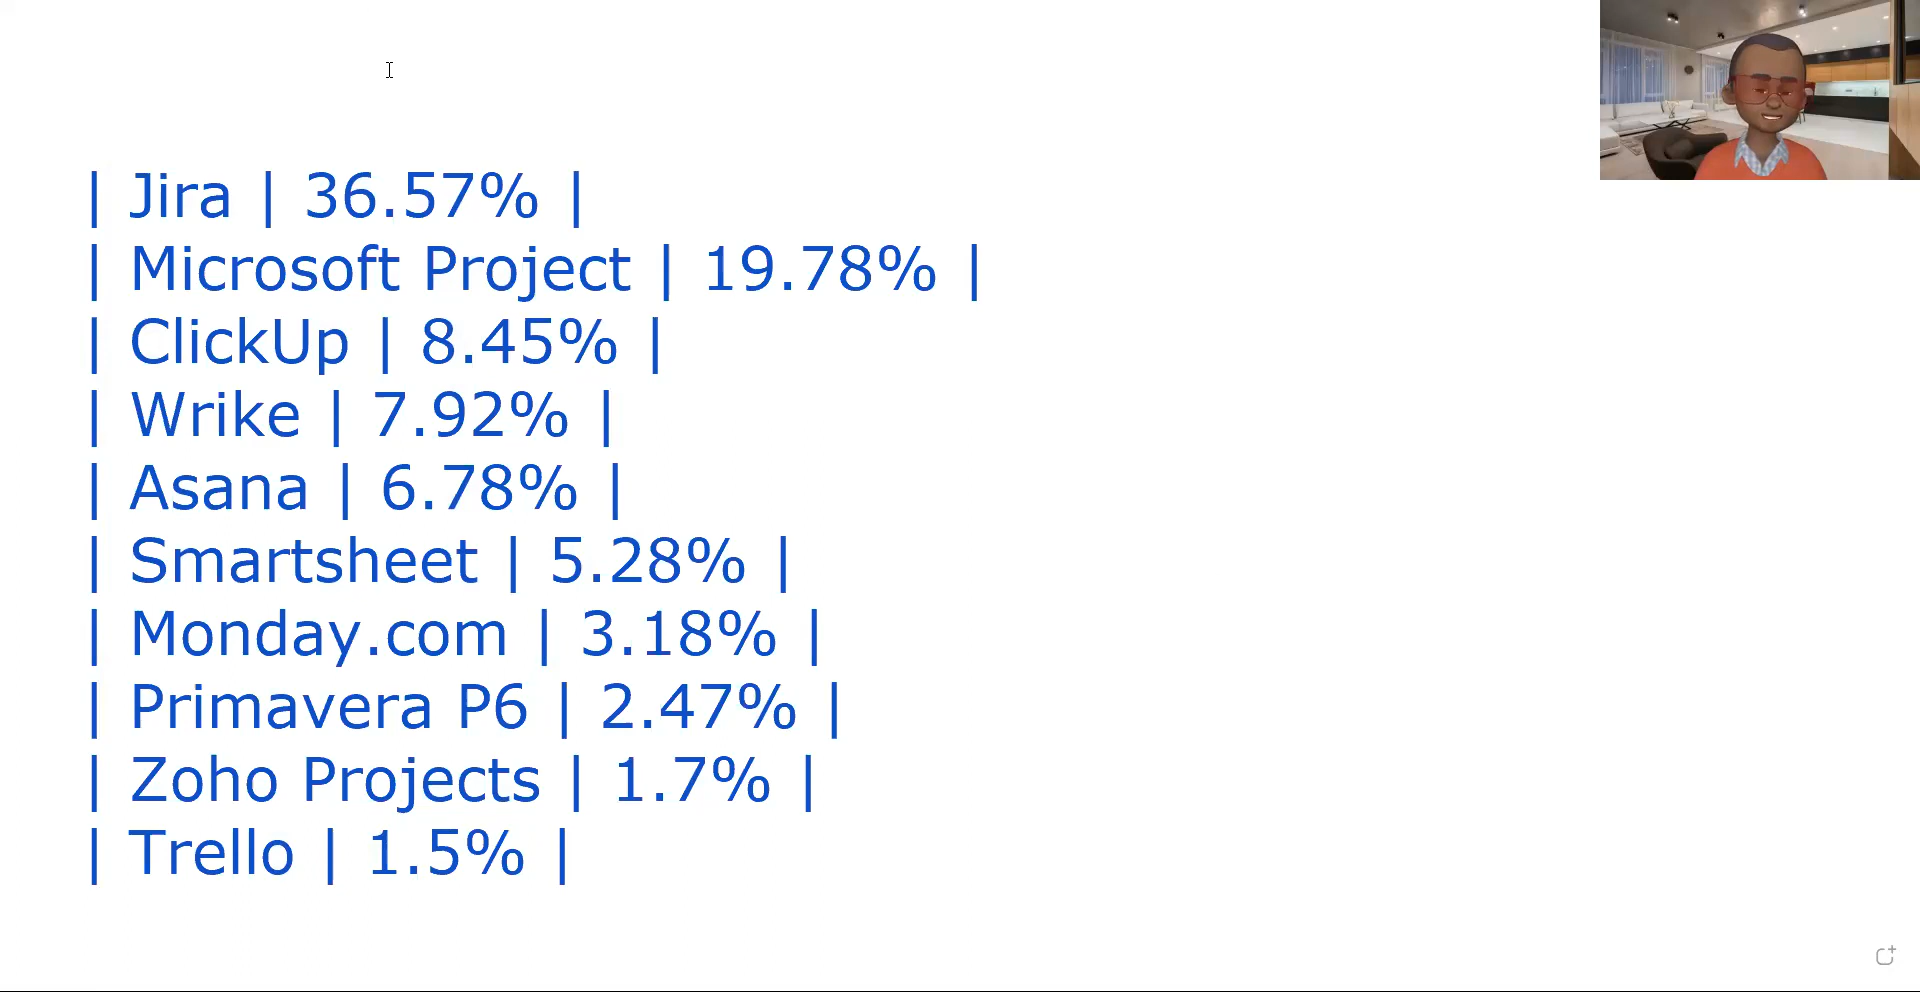 | Jira | 36.57% |
| Microsoft Project | 19.78% |
| ClickUp | 8.45% |
| Wrike | 7.92% |
| Asana | 6.78% |
| Smartsheet | 5.28% |
| Monday.com | 3.18% |
| Primavera P6 | 2.47% |
| Zoho Projects | 1.7% |
| Trello | 1.5% |